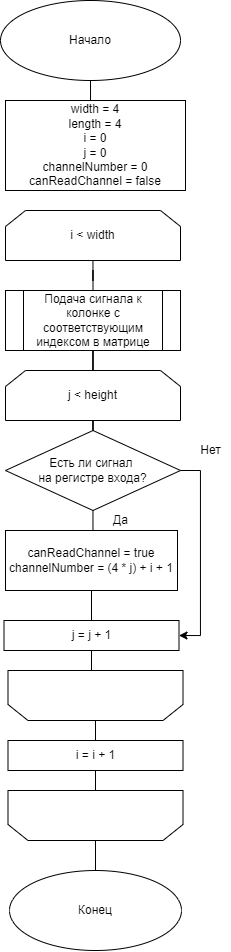 Начало
width = 4
length = 4
i = 0
j = 0
channelNumber = 0
canReadChannel = false
i < width
Подача сигнала к
колонке с
соответствующим
индексом в матрице
j < height
Нет
Есть ли сигнал
на регистре входа?
Да
canReadChannel = true
channelNumber = (4 * j) + i + 1
j = j + 1
i = i + 1
Конец